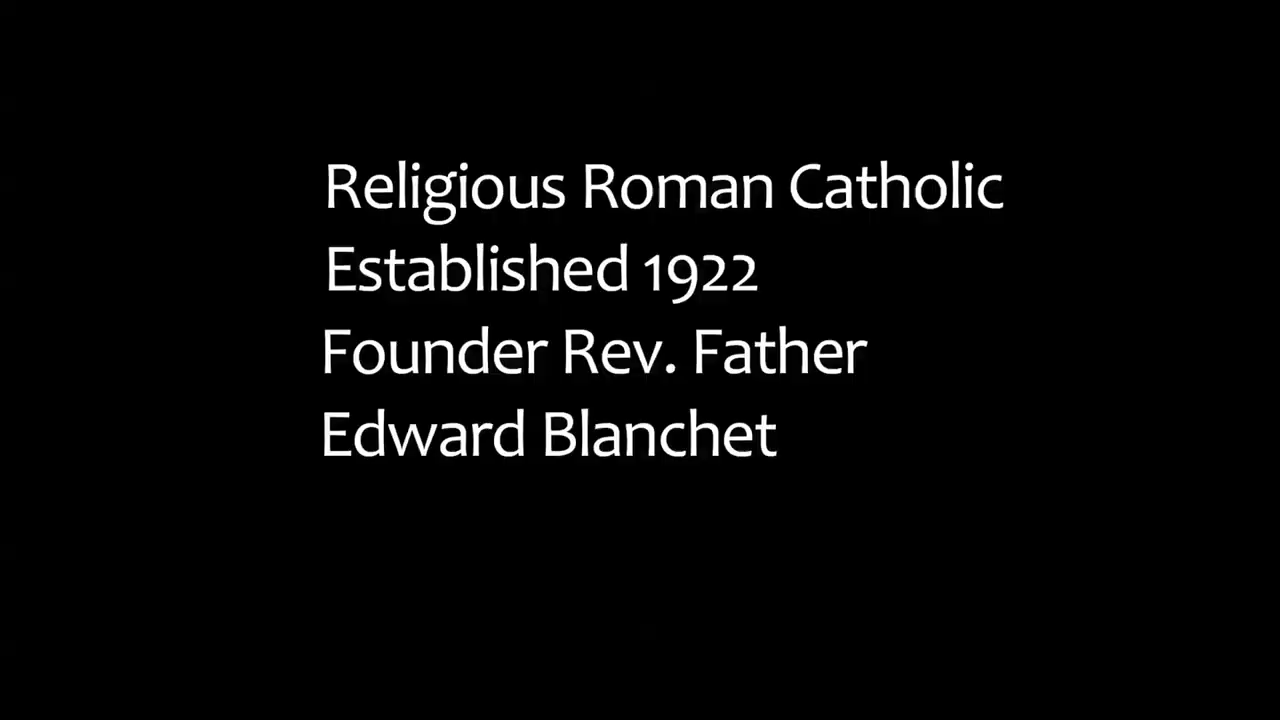 Religious Roman Catholic
Established 1922
Founder Rev. Father
Edward Blanchet